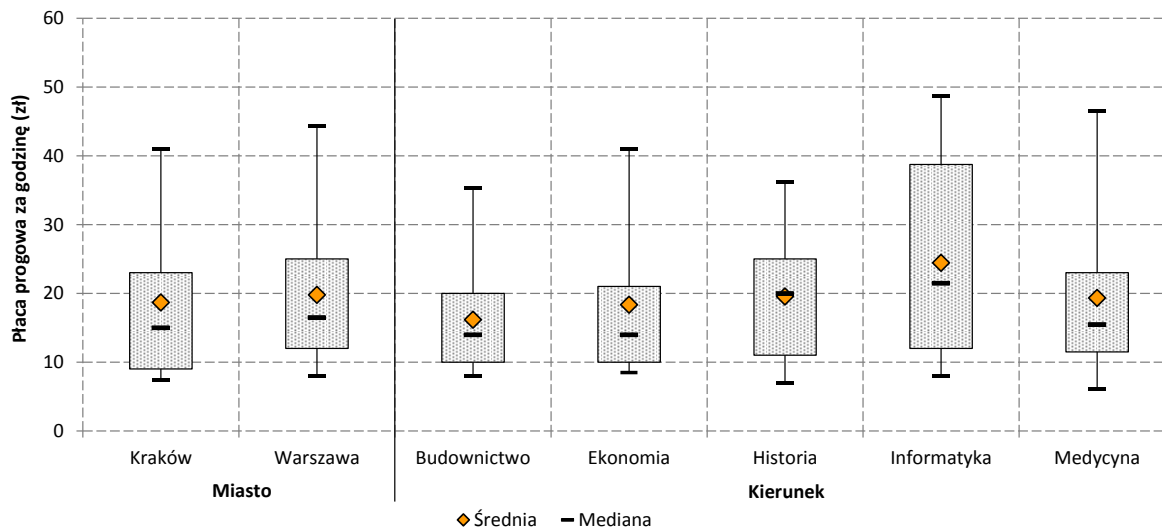 Płaca progowa za godzinę (zł)
60
50
40
30
20
10
0
Kraków Warszawa Budownictwo Ekonomia Historia Informatyka Medycyna
Miasto Kierunek
Średnia Mediana